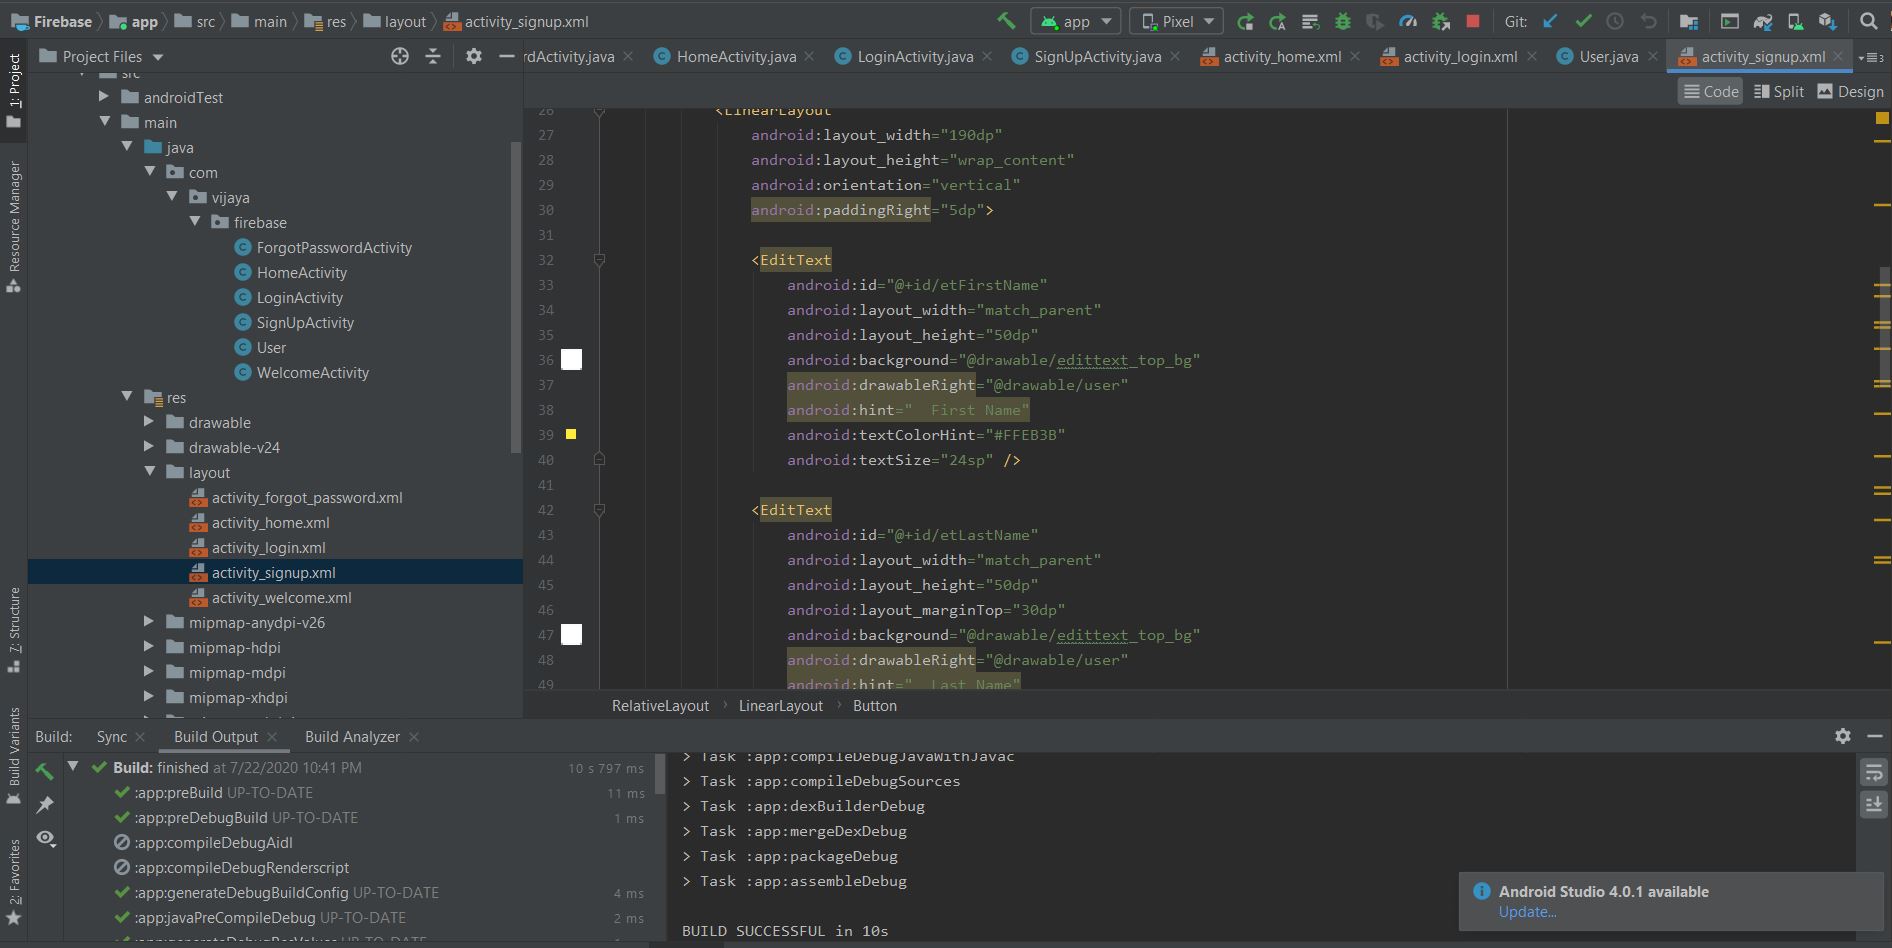 Firebase app src main res layout activity_signup.xml
app Pixel Git:
Project Files
rdActivity.java HomeActivity.java LoginActivity.java SignUpActivity.java activity_home.xml activity_login.xml User.java activity_signup.xml
3
Code Split Design
1: Project
Resource Manager
7: Structure
Build Variants
2: Favorites
src
androidTest
main
java
com
vijaya
firebase
ForgotPasswordActivity
HomeActivity
LoginActivity
SignUpActivity
User
WelcomeActivity
res
drawable
drawable-v24
layout
activity_forgot_password.xml
activity_home.xml
activity_login.xml
activity_signup.xml
activity_welcome.xml
mipmap-anydpi-v26
mipmap-hdpi
mipmap-mdpi
mipmap-xhdpi
26 <LinearLayout
27 android:layout_width="190dp"
28 android:layout_height="wrap_content"
29 android:orientation="vertical"
30 android:paddingRight="5dp">
31
32 <EditText
33 android:id="@+id/etFirstName"
34 android:layout_width="match_parent"
35 android:layout_height="50dp"
36 android:background="@drawable/edittext_top_bg"
37 android:drawableRight="@drawable/user"
38 android:hint="  First Name"
39 android:textColorHint="#FFEB3B"
40 android:textSize="24sp" />
41
42 <EditText
43 android:id="@+id/etLastName"
44 android:layout_width="match_parent"
45 android:layout_height="50dp"
46 android:layout_marginTop="30dp"
47 android:background="@drawable/edittext_top_bg"
48 android:drawableRight="@drawable/user"
49 android:hint="  Last Name"
RelativeLayout › LinearLayout › Button
Build: Sync Build Output Build Analyzer
Build: finished at 7/22/2020 10:41 PM 10 s 797 ms
:app:preBuild UP-TO-DATE 11 ms
:app:preDebugBuild UP-TO-DATE 1 ms
:app:compileDebugAidl
:app:compileDebugRenderscript
:app:generateDebugBuildConfig UP-TO-DATE 4 ms
:app:javaPreCompileDebug UP-TO-DATE 2 ms
:app:generateDebugResValues UP-TO-DATE
> Task :app:compileDebugJavaWithJavac
> Task :app:compileDebugSources
> Task :app:dexBuilderDebug
> Task :app:mergeDexDebug
> Task :app:packageDebug
> Task :app:assembleDebug
BUILD SUCCESSFUL in 10s
Android Studio 4.0.1 available
Update...